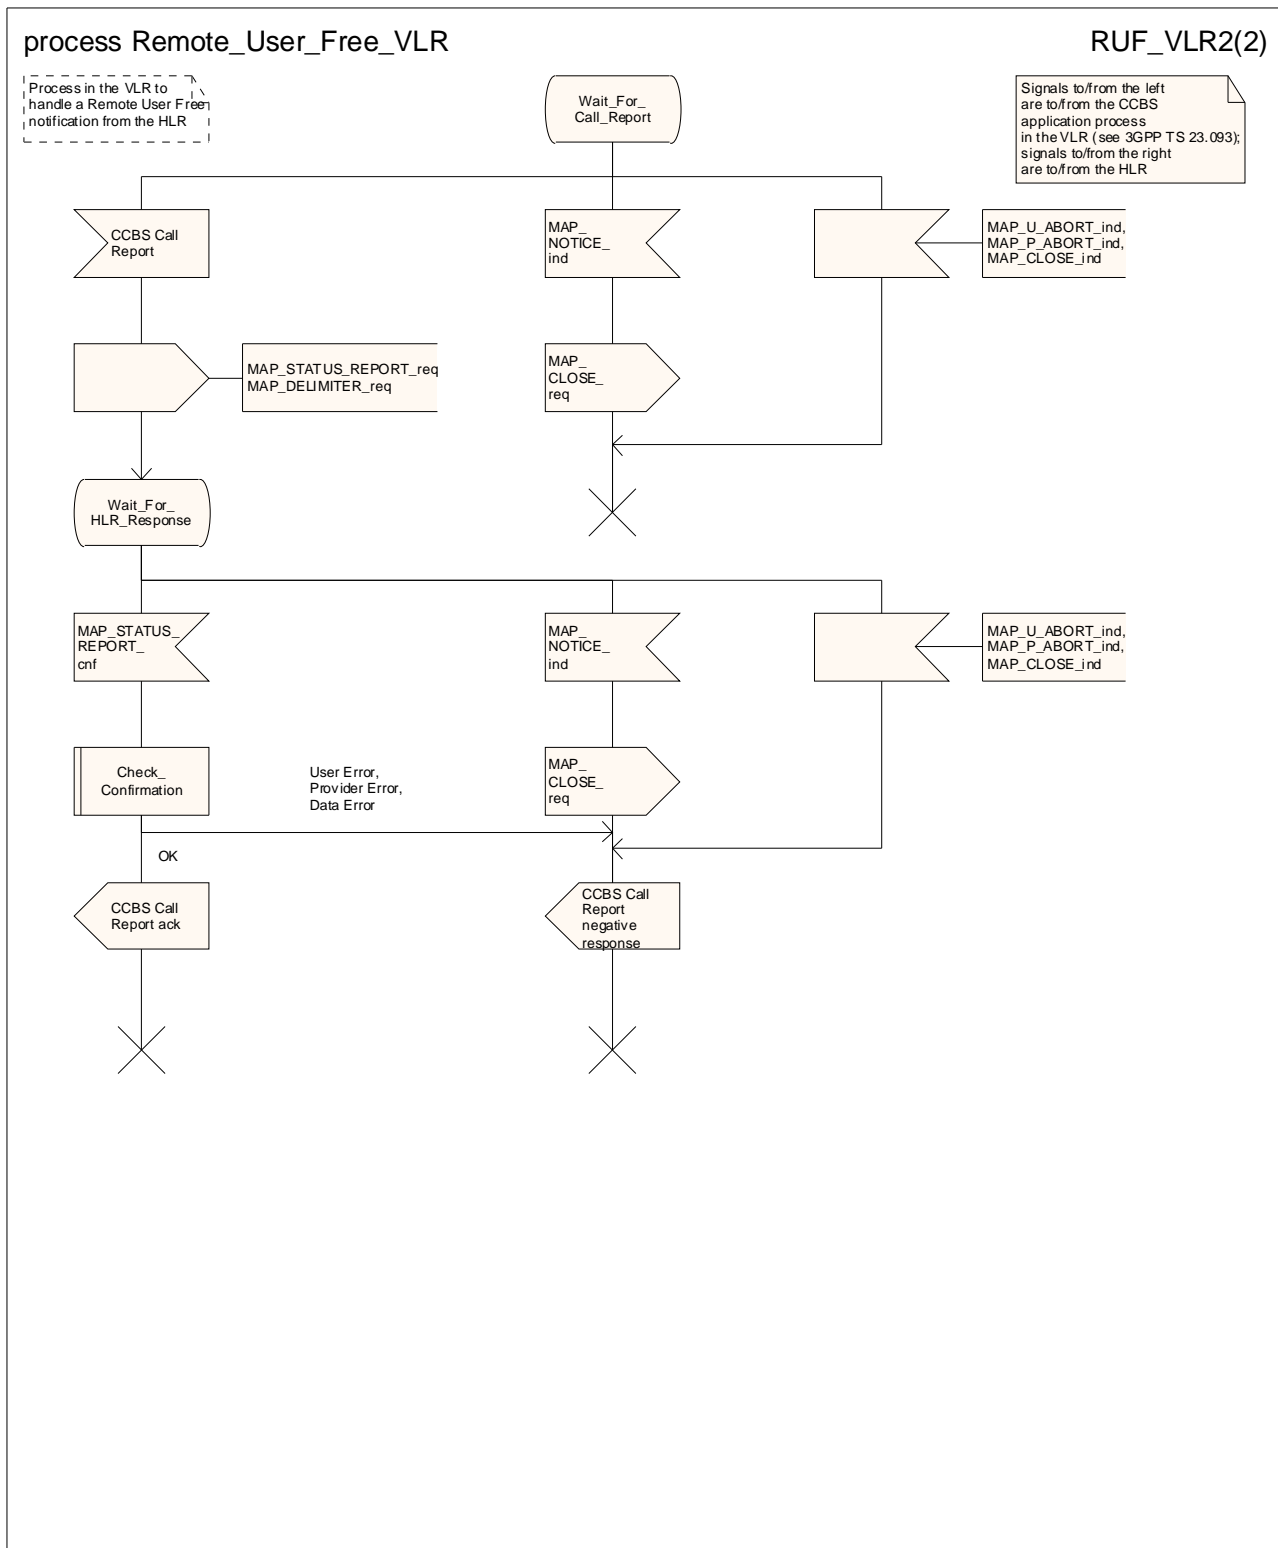 process Remote_User_Free_VLR
RUF_VLR2(2)
Process in the VLR to
handle a Remote User Free
notification from the HLR
Wait_For_
Call_Report
Signals to/from the left
are to/from the CCBS
application process
in the VLR (see 3GPP TS 23.093);
signals to/from the right
are to/from the HLR
CCBS Call
Report
MAP_
NOTICE_
ind
MAP_U_ABORT_ind,
MAP_P_ABORT_ind,
MAP_CLOSE_ind
MAP_STATUS_REPORT_req
MAP_DELIMITER_req
MAP_
CLOSE_
req
Wait_For_
HLR_Response
MAP_STATUS_
REPORT_
cnf
MAP_
NOTICE_
ind
MAP_U_ABORT_ind,
MAP_P_ABORT_ind,
MAP_CLOSE_ind
Check_
Confirmation
User Error,
Provider Error,
Data Error
MAP_
CLOSE_
req
OK
CCBS Call
Report ack
CCBS Call
Report
negative
response